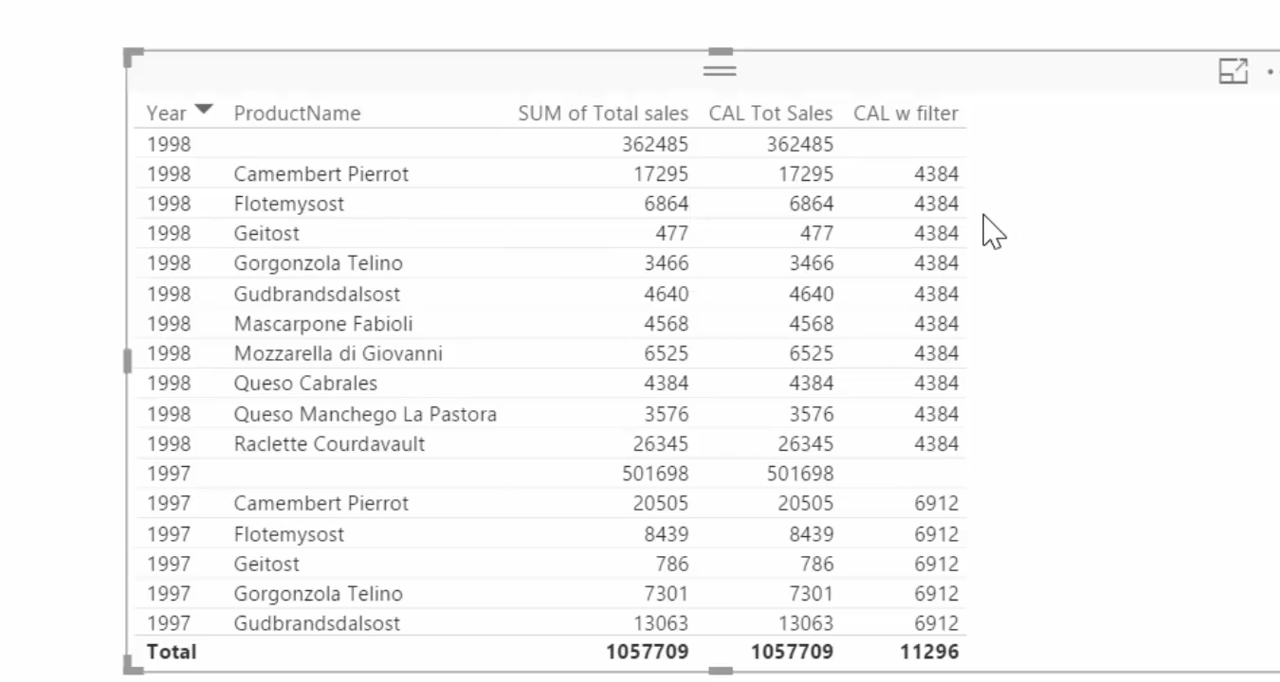 Year ProductName SUM of Total sales CAL Tot Sales CAL w filter
1998 362485 362485
1998 Camembert Pierrot 17295 17295 4384
1998 Flotemysost 6864 6864 4384
1998 Geitost 477 477 4384
1998 Gorgonzola Telino 3466 3466 4384
1998 Gudbrandsdalsost 4640 4640 4384
1998 Mascarpone Fabioli 4568 4568 4384
1998 Mozzarella di Giovanni 6525 6525 4384
1998 Queso Cabrales 4384 4384 4384
1998 Queso Manchego La Pastora 3576 3576 4384
1998 Raclette Courdavault 26345 26345 4384
1997 501698 501698
1997 Camembert Pierrot 20505 20505 6912
1997 Flotemysost 8439 8439 6912
1997 Geitost 786 786 6912
1997 Gorgonzola Telino 7301 7301 6912
1997 Gudbrandsdalsost 13063 13063 6912
Total 1057709 1057709 11296